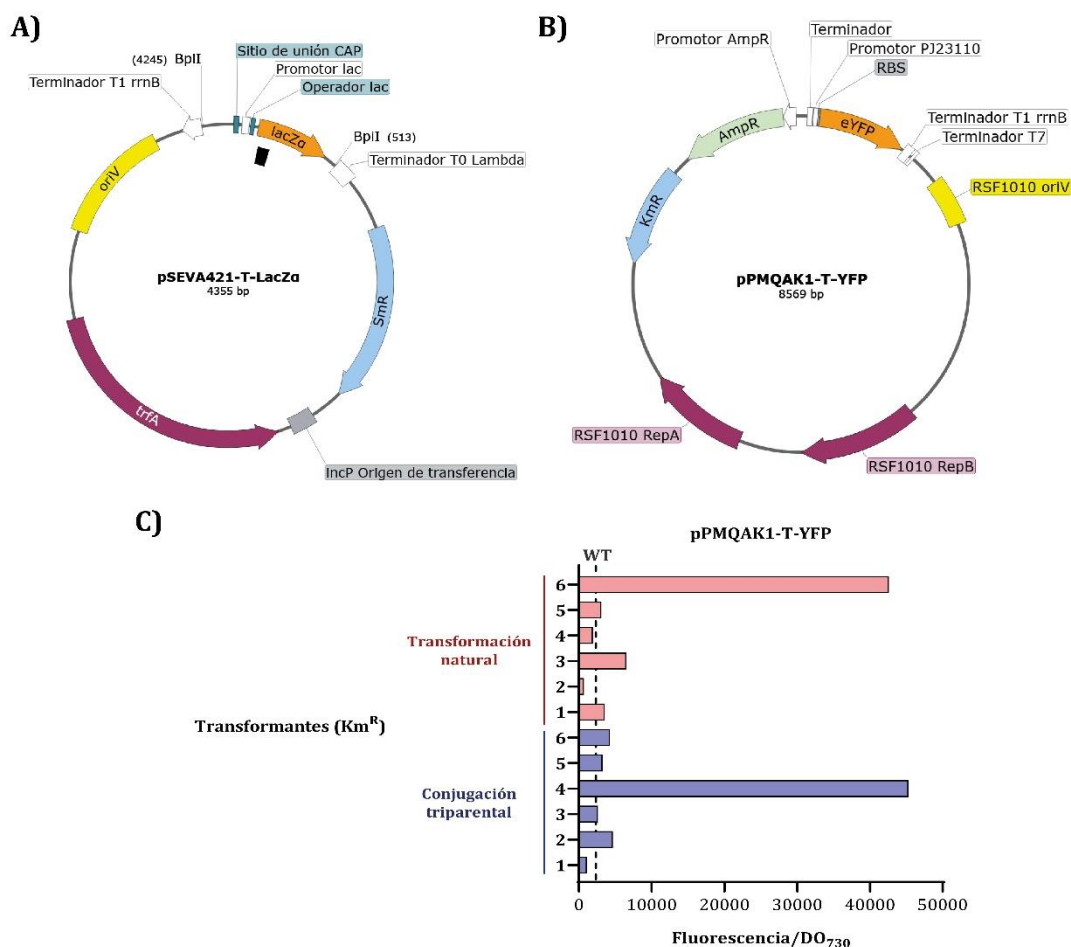 A)
(4245) BplI
Sitio de unión CAP
Promotor lac
Operador lac
Terminador T1 rrnB
lacZα
BplI (513)
Terminador T0 Lambda
oriV
SmR
pSEVA421-T-LacZα
4355 bp
trfA
IncP Origen de transferencia
B)
Promotor AmpR
Terminador
Promotor PJ23110
RBS
AmpR
eYFP
Terminador T1 rrnB
Terminador T7
KmR
RSF1010 oriV
pPMQAK1-T-YFP
8569 bp
RSF1010 RepA
RSF1010 RepB
C)
pPMQAK1-T-YFP
WT
6
5
4
3
2
1
Transformación
natural
Transformantes (Km^R)
6
5
4
3
2
1
Conjugación
triparental
0 10000 20000 30000 40000 50000
Fluorescencia/DO₇₃₀